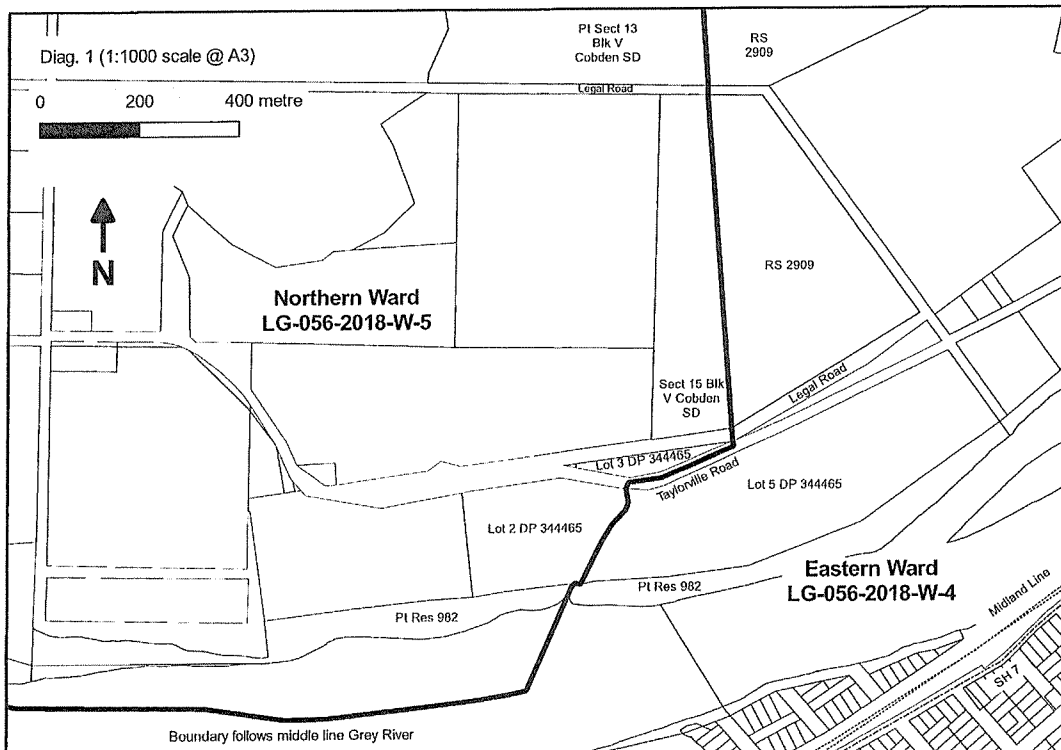 Diag. 1 (1:1000 scale @ A3)
0 200 400 metre
N
Pt Sect 13
Blk V
Cobden SD
RS
2909
Legal Road
Northern Ward
LG-056-2018-W-5
RS 2909
Sect 15 Blk
V Cobden
SD
Legal Road
Lot 3 DP 344465
Taylorville Road
Lot 5 DP 344465
Lot 2 DP 344465
Eastern Ward
LG-056-2018-W-4
Pt Res 982
Pt Res 982
Midland Line
SH 7
Boundary follows middle line Grey River